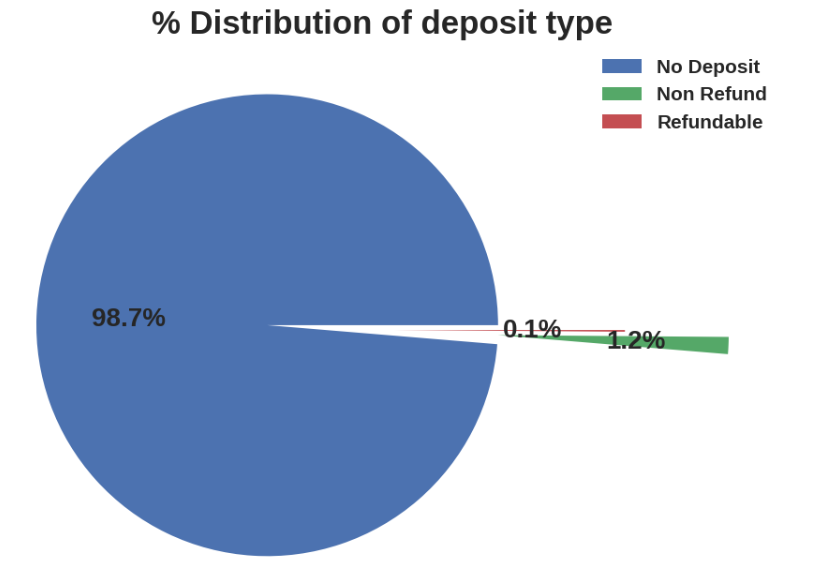 % Distribution of deposit type
No Deposit
Non Refund
Refundable
98.7%
0.1%
1.2%